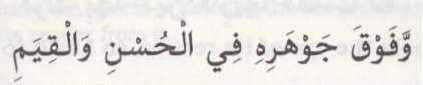 وَّفَوْقَ جَوْهَرِهِ فِي الْحُسْنِ وَالْقِيَمِ